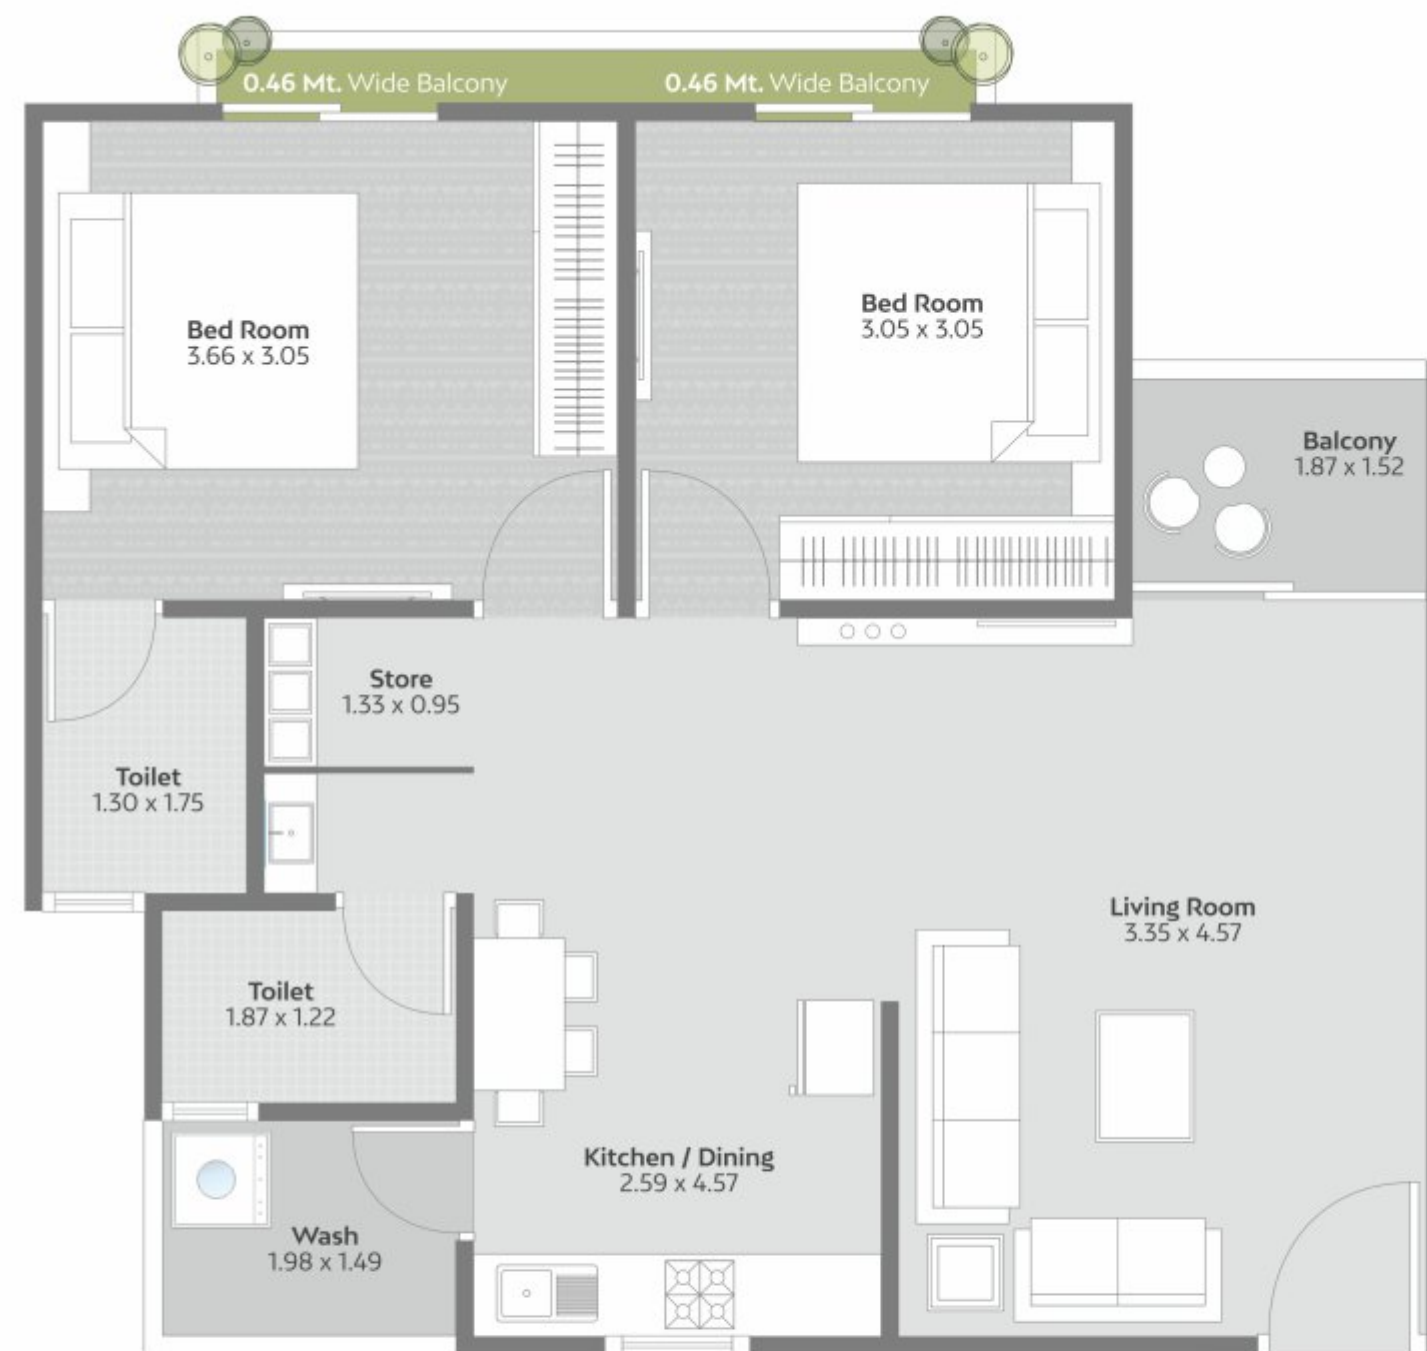 0.46 Mt. Wide Balcony
0.46 Mt. Wide Balcony
Bed Room
3.66 x 3.05
Bed Room
3.05 x 3.05
Balcony
1.87 x 1.52
Store
1.33 x 0.95
Toilet
1.30 x 1.75
Living Room
3.35 x 4.57
Toilet
1.87 x 1.22
Kitchen / Dining
2.59 x 4.57
Wash
1.98 x 1.49